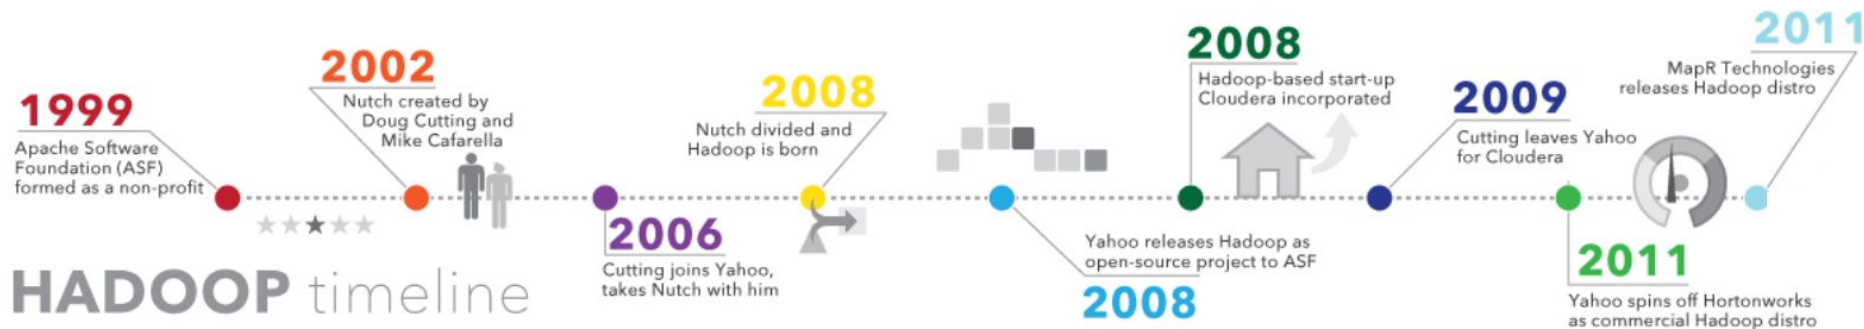 1999
Apache Software
Foundation (ASF)
formed as a non-profit
2002
Nutch created by
Doug Cutting and
Mike Cafarella
2006
Cutting joins Yahoo,
takes Nutch with him
2008
Nutch divided and
Hadoop is born
Yahoo releases Hadoop as
open-source project to ASF
2008
2008
Hadoop-based start-up
Cloudera incorporated
2009
Cutting leaves Yahoo
for Cloudera
2011
Yahoo spins off Hortonworks
as commercial Hadoop distro
2011
MapR Technologies
releases Hadoop distro
HADOOP timeline